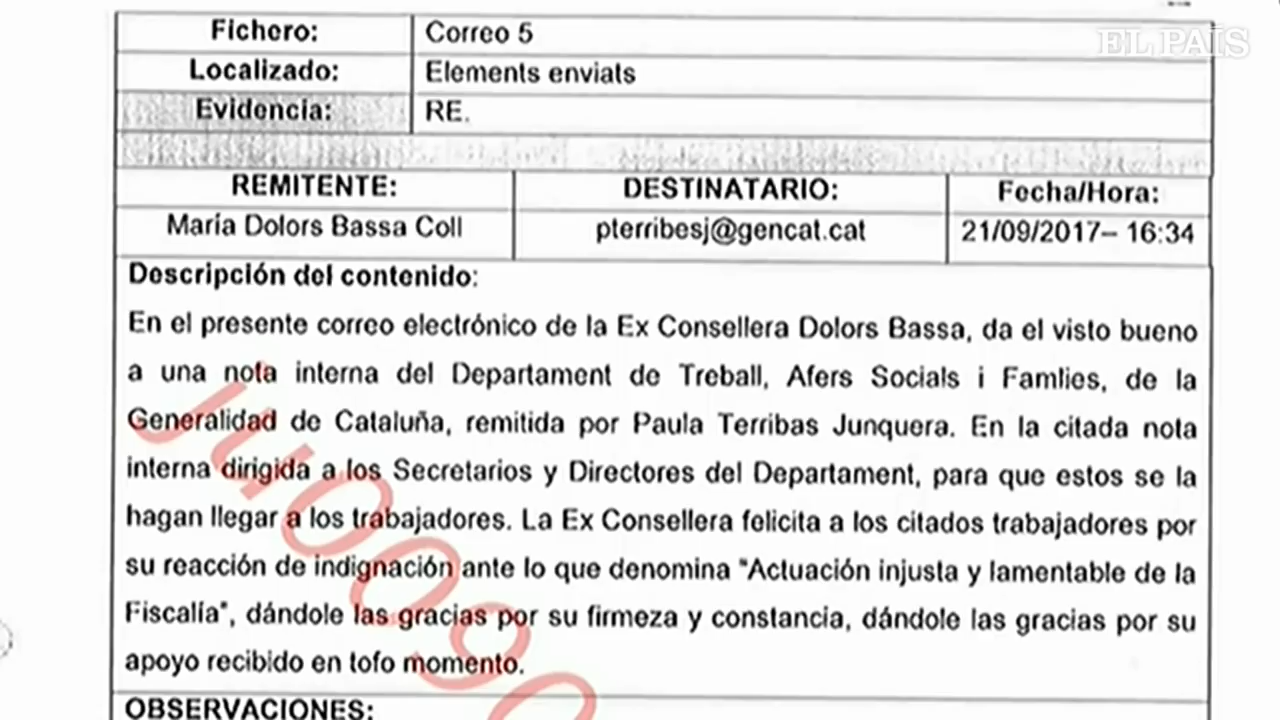 EL PAÍS
Fichero: Correo 5
Localizado: Elements enviats
Evidencia: RE.
REMITENTE: DESTINATARIO: Fecha/Hora:
María Dolors Bassa Coll pterribesj@gencat.cat 21/09/2017– 16:34
Descripción del contenido:
En el presente correo electrónico de la Ex Consellera Dolors Bassa, da el visto bueno
a una nota interna del Departament de Treball, Afers Socials i Famlies, de la
Generalidad de Cataluña, remitida por Paula Terribas Junquera. En la citada nota
interna dirigida a los Secretarios y Directores del Departament, para que estos se la
hagan llegar a los trabajadores. La Ex Consellera felicita a los citados trabajadores por
su reacción de indignación ante lo que denomina "Actuación injusta y lamentable de la
Fiscalía", dándole las gracias por su firmeza y constancia, dándole las gracias por su
apoyo recibido en tofo momento.
OBSERVACIONES: